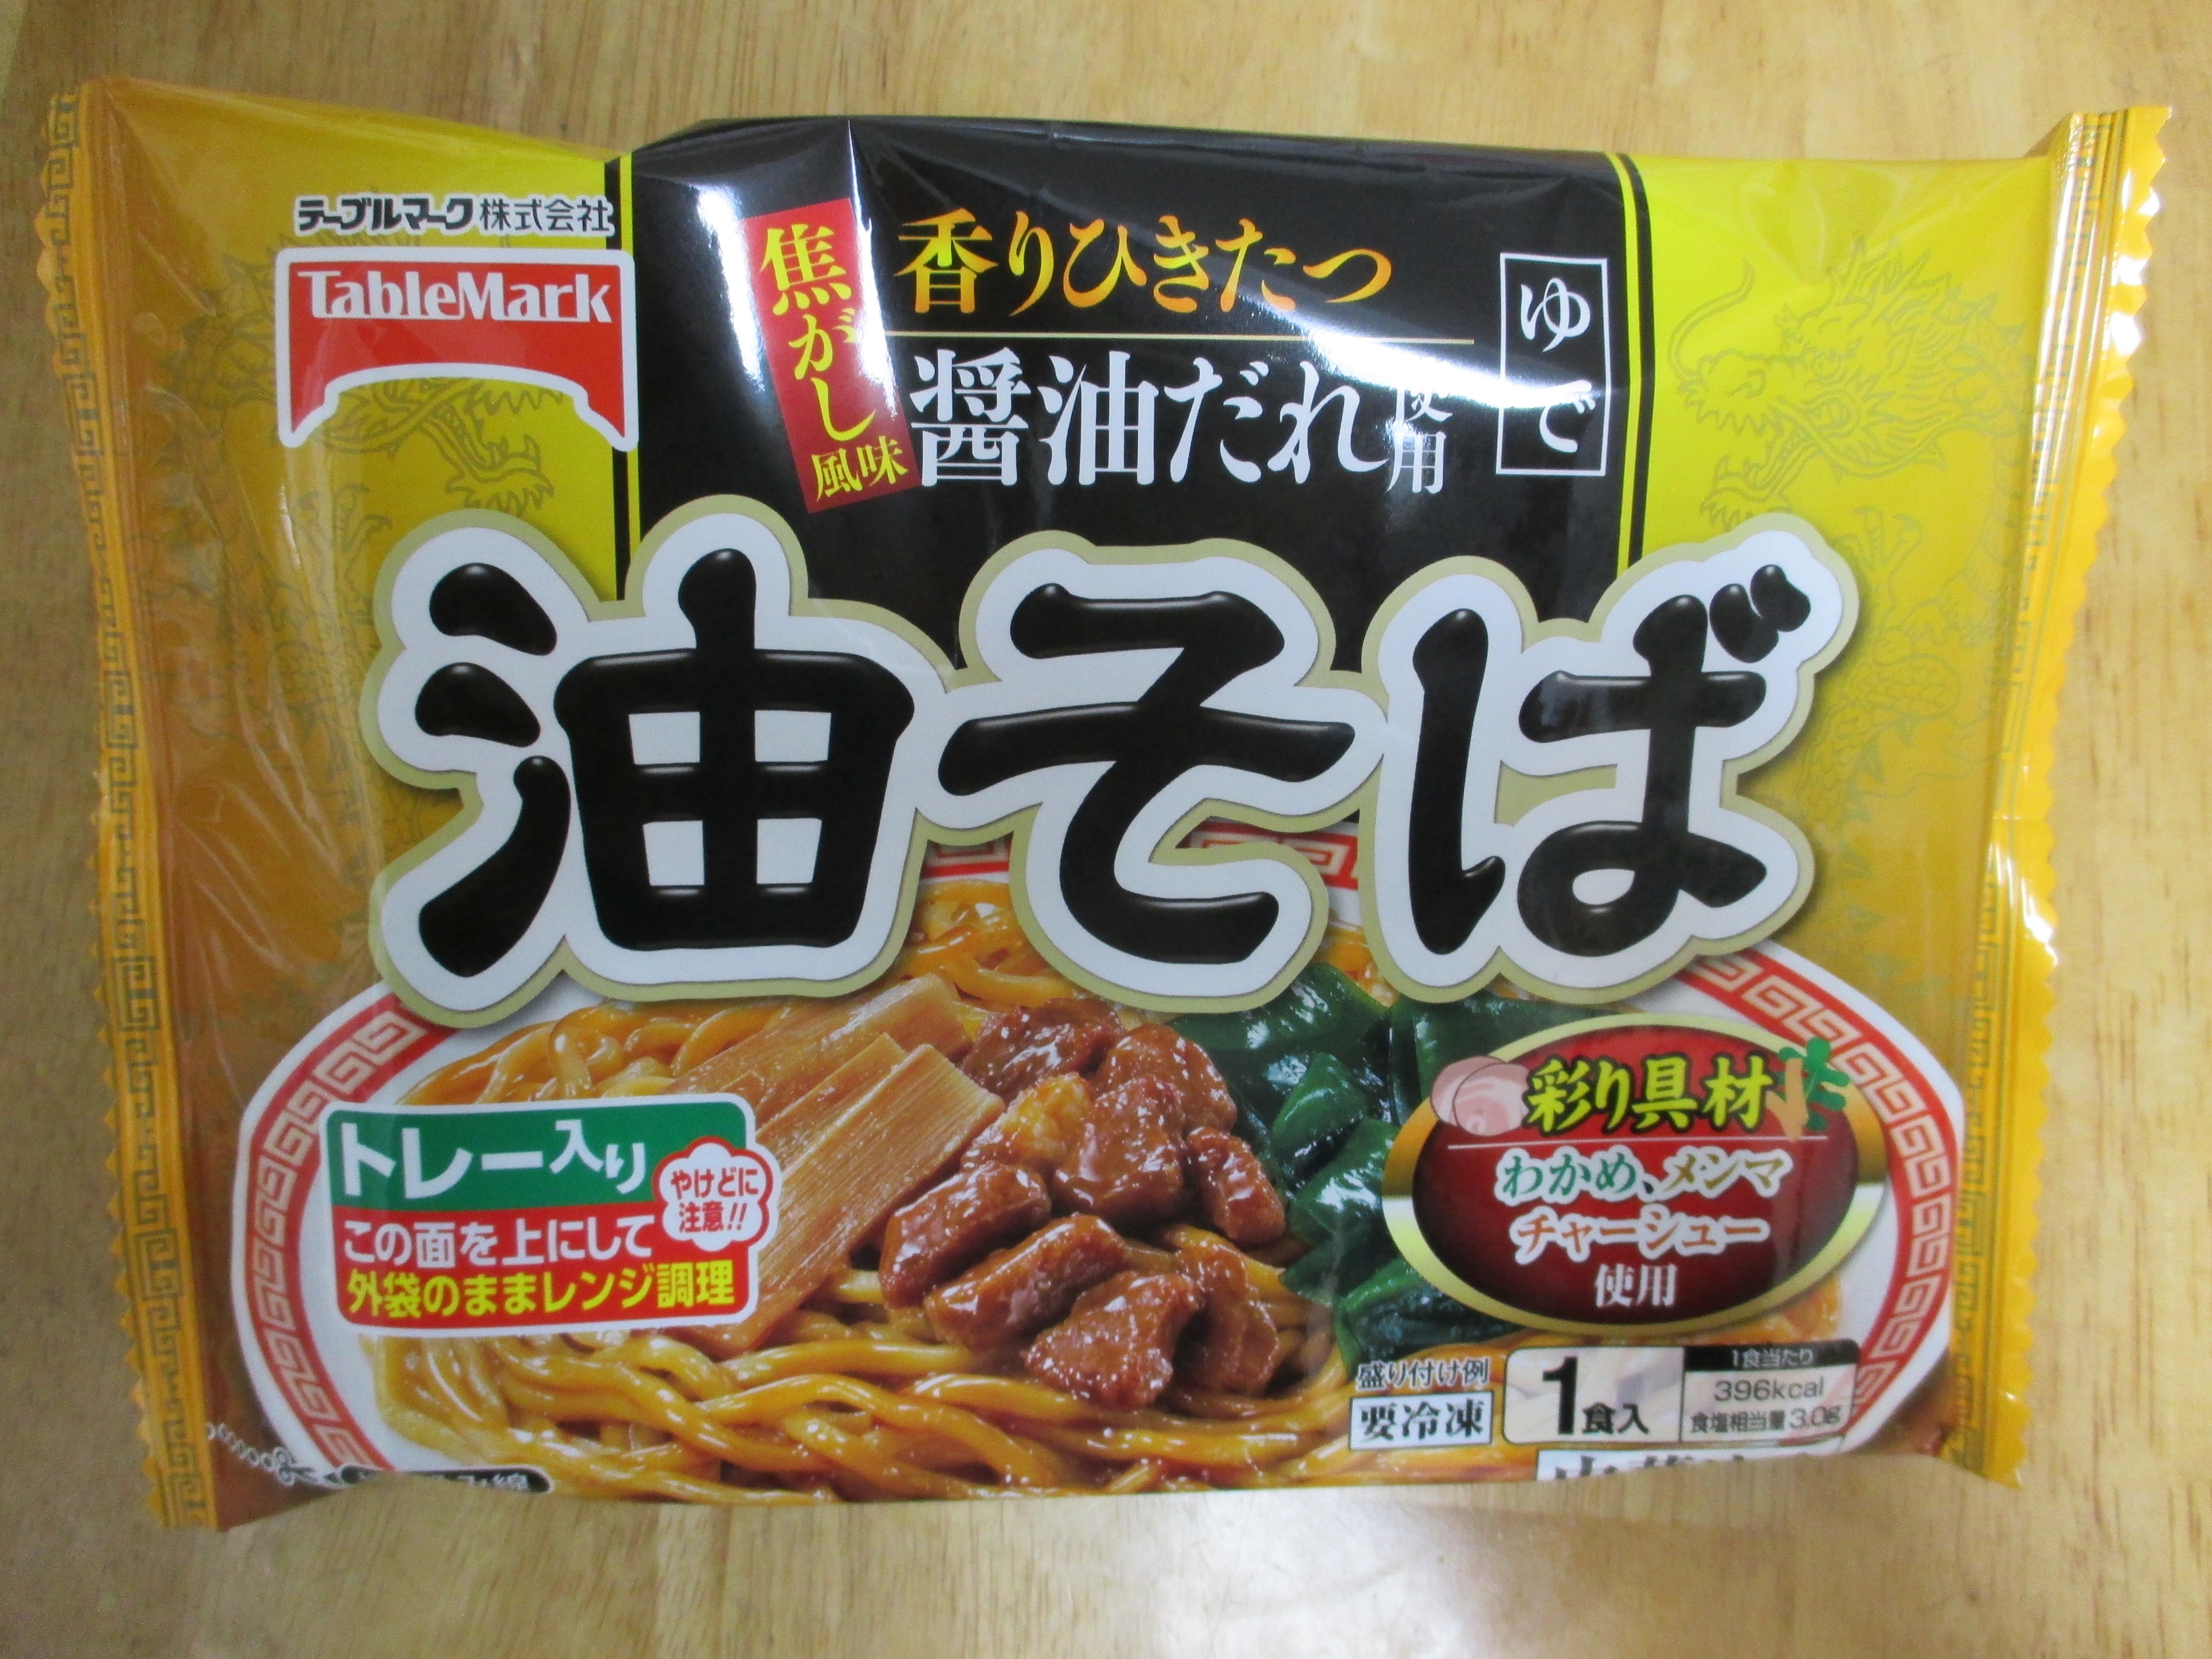 テーブルマーク株式会社
TableMark
焦がし風味
香りひきたつ
醤油だれ使用
ゆで
油そば
トレー入り
やけどに
注意!!
この面を上にして
外袋のままレンジ調理
彩り具材
わかめ、メンマ
チャーシュー
使用
盛り付け例
要冷凍
1食入
1食当たり
396kcal
食塩相当量 3.0g